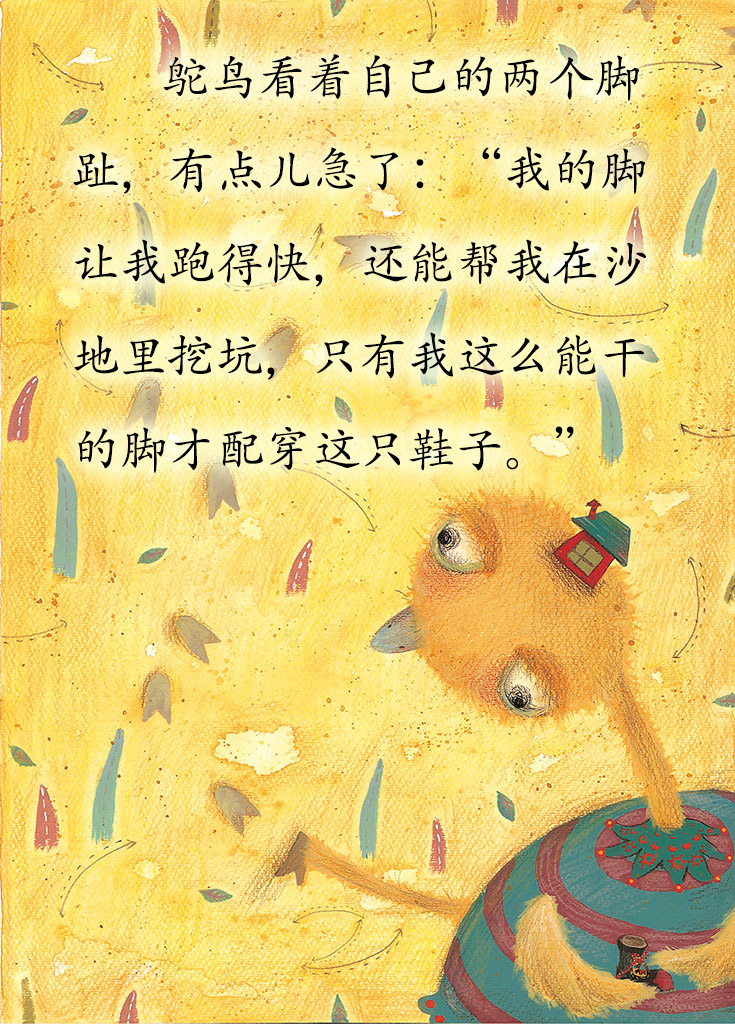 鸵鸟看着自己的两个脚
趾，有点儿急了：“我的脚
让我跑得快，还能帮我在沙
地里挖坑，只有我这么能干
的脚才配穿这只鞋子。”